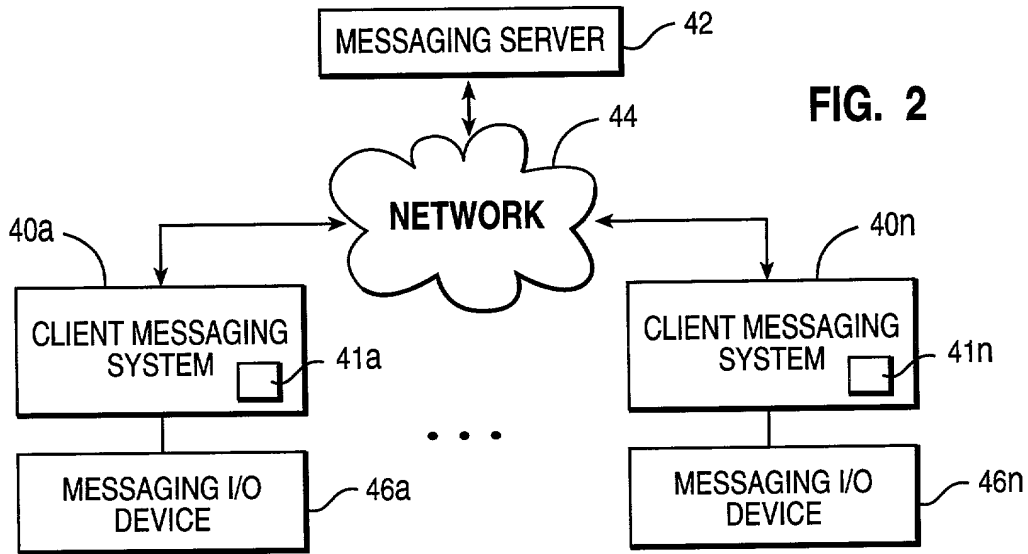 MESSAGING SERVER
42
FIG. 2
44
NETWORK
40a
40n
CLIENT MESSAGING
SYSTEM
41a
CLIENT MESSAGING
SYSTEM
41n
MESSAGING I/O
DEVICE
46a
MESSAGING I/O
DEVICE
46n